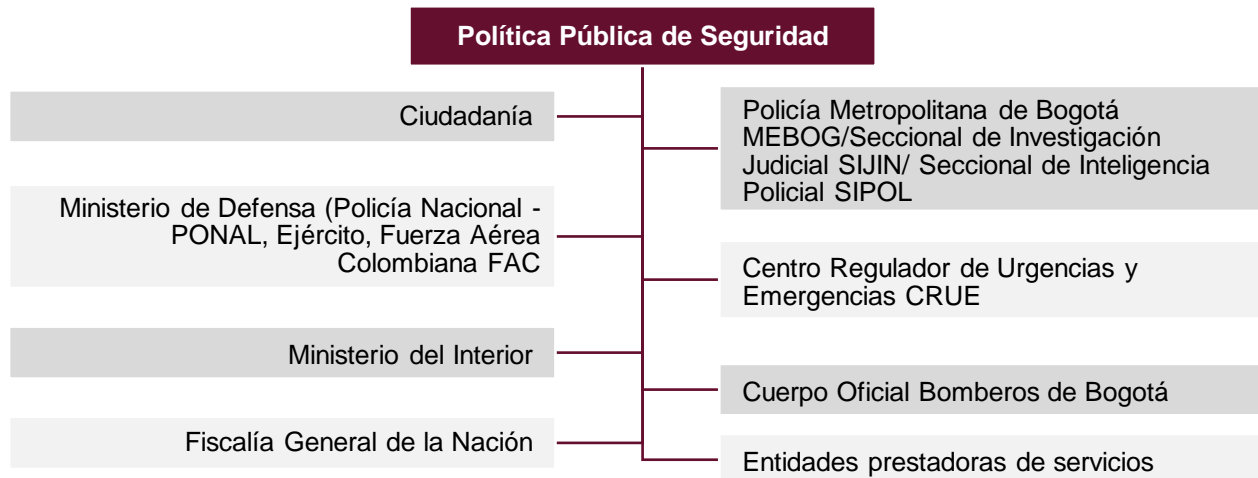 Política Pública de Seguridad
Ciudadanía
Ministerio de Defensa (Policía Nacional -
PONAL, Ejército, Fuerza Aérea
Colombiana FAC
Ministerio del Interior
Fiscalía General de la Nación
Policía Metropolitana de Bogotá
MEBOG/Seccional de Investigación
Judicial SIJIN/ Seccional de Inteligencia
Policial SIPOL
Centro Regulador de Urgencias y
Emergencias CRUE
Cuerpo Oficial Bomberos de Bogotá
Entidades prestadoras de servicios